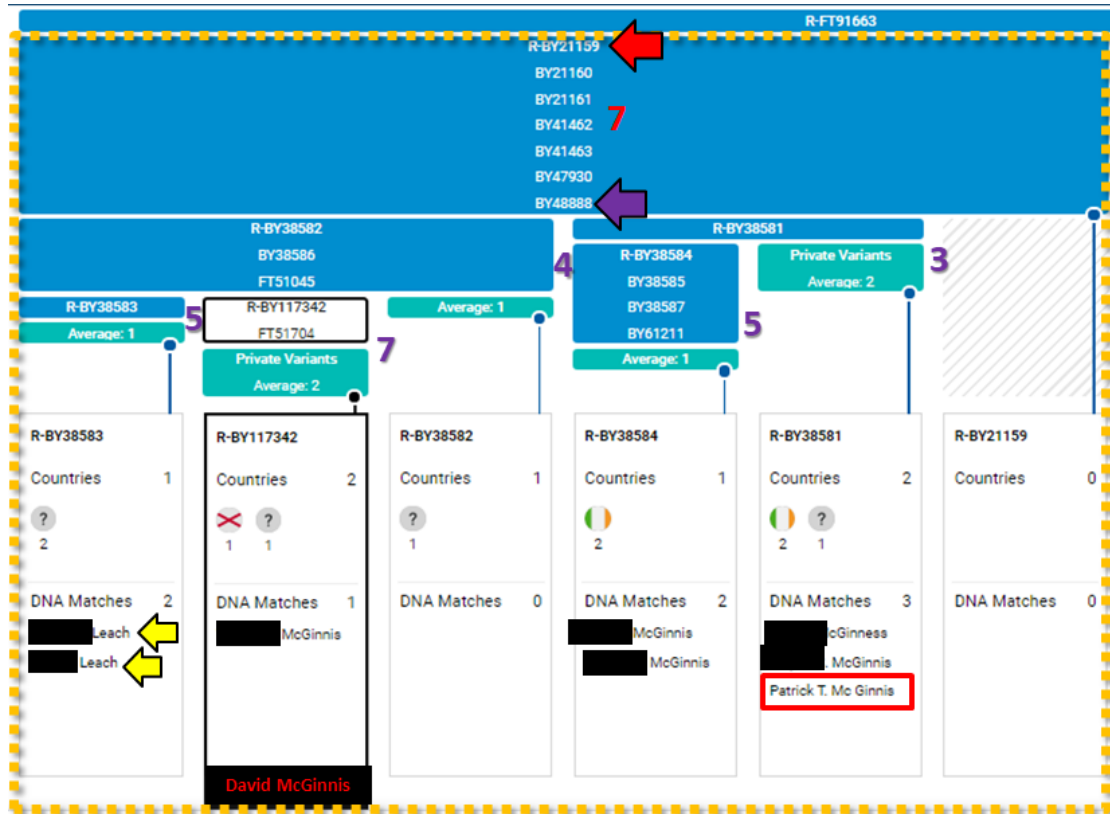 R-FT91663
R-BY21159
BY21160
BY21161
BY41462
7
BY41463
BY47930
BY48888
R-BY38582
BY38586
FT51045
4
R-BY38581
R-BY38584
BY38585
BY38587
BY61211
5
Private Variants
Average: 2
3
R-BY38583
Average: 1
5
R-BY117342
FT51704
Private Variants
Average: 2
7
Average: 1
Average: 1
R-BY38583
Countries 1
?
2
DNA Matches 2
Leach
Leach
R-BY117342
Countries 2
?
1 1
DNA Matches 1
McGinnis
David McGinnis
R-BY38582
Countries 1
?
1
DNA Matches 0
R-BY38584
Countries 1
2
DNA Matches 2
McGinnis
McGinnis
R-BY38581
Countries 2
?
2 1
DNA Matches 3
cGinness
. McGinnis
Patrick T. Mc Ginnis
R-BY21159
Countries 0
DNA Matches 0